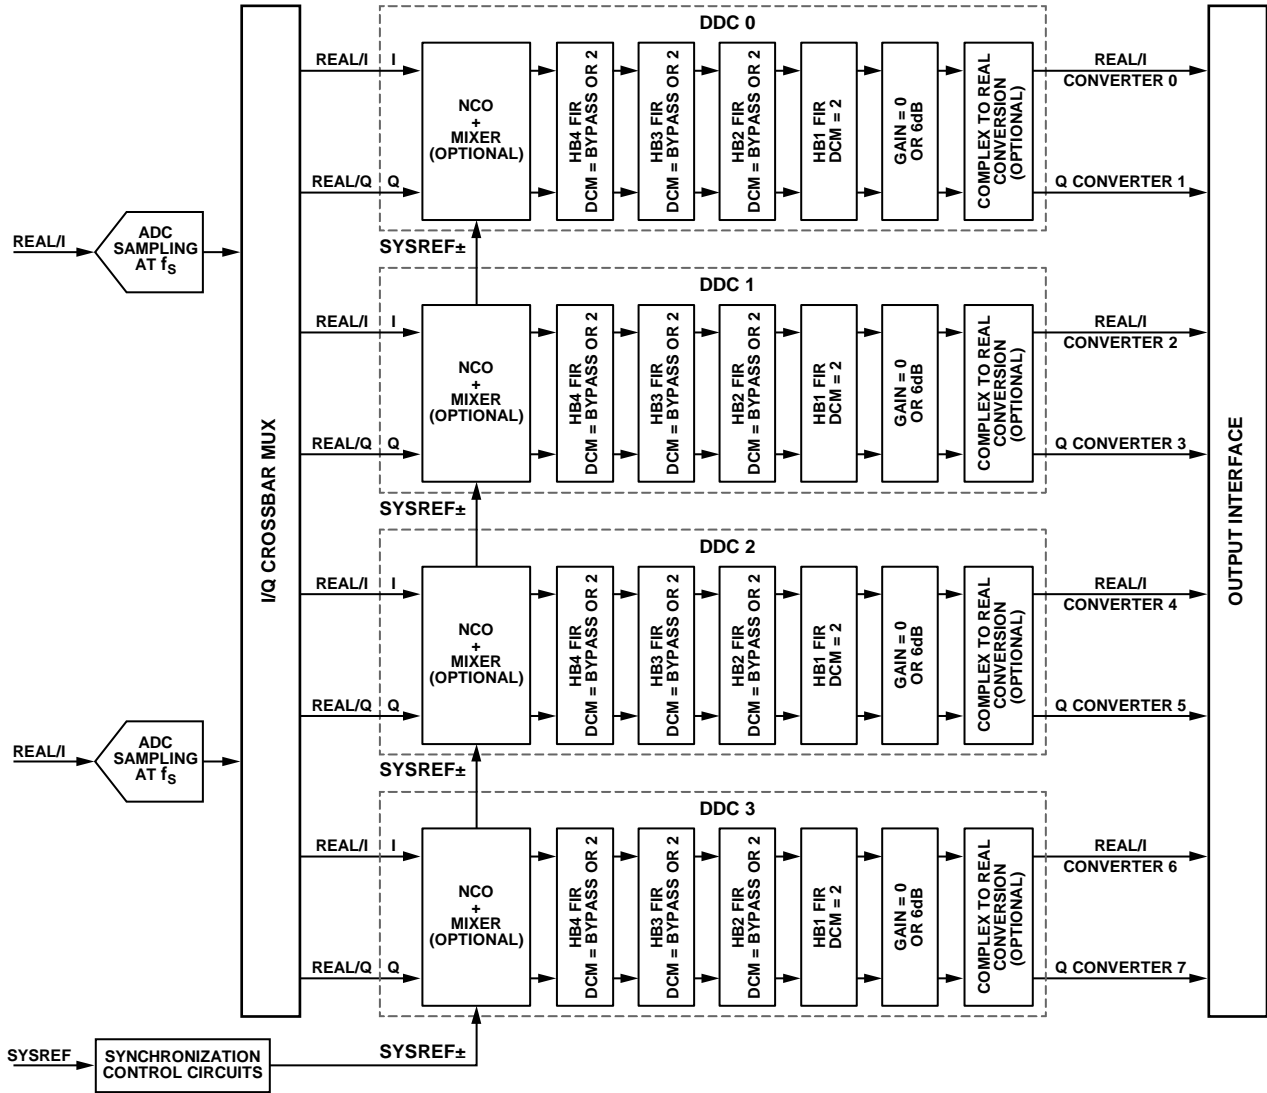 REAL/I
ADC
SAMPLING
AT fS
REAL/I
ADC
SAMPLING
AT fS
SYSREF
SYNCHRONIZATION
CONTROL CIRCUITS
I/Q CROSSBAR MUX
DDC 0
REAL/I
I
REAL/Q
Q
NCO
+
MIXER
(OPTIONAL)
HB4 FIR
DCM = BYPASS OR 2
HB3 FIR
DCM = BYPASS OR 2
HB2 FIR
DCM = BYPASS OR 2
HB1 FIR
DCM = 2
GAIN = 0
OR 6dB
COMPLEX TO REAL
CONVERSION
(OPTIONAL)
REAL/I
CONVERTER 0
Q CONVERTER 1
SYSREF±
DDC 1
REAL/I
I
REAL/Q
Q
NCO
+
MIXER
(OPTIONAL)
HB4 FIR
DCM = BYPASS OR 2
HB3 FIR
DCM = BYPASS OR 2
HB2 FIR
DCM = BYPASS OR 2
HB1 FIR
DCM = 2
GAIN = 0
OR 6dB
COMPLEX TO REAL
CONVERSION
(OPTIONAL)
REAL/I
CONVERTER 2
Q CONVERTER 3
SYSREF±
DDC 2
REAL/I
I
REAL/Q
Q
NCO
+
MIXER
(OPTIONAL)
HB4 FIR
DCM = BYPASS OR 2
HB3 FIR
DCM = BYPASS OR 2
HB2 FIR
DCM = BYPASS OR 2
HB1 FIR
DCM = 2
GAIN = 0
OR 6dB
COMPLEX TO REAL
CONVERSION
(OPTIONAL)
REAL/I
CONVERTER 4
Q CONVERTER 5
SYSREF±
DDC 3
REAL/I
I
REAL/Q
Q
NCO
+
MIXER
(OPTIONAL)
HB4 FIR
DCM = BYPASS OR 2
HB3 FIR
DCM = BYPASS OR 2
HB2 FIR
DCM = BYPASS OR 2
HB1 FIR
DCM = 2
GAIN = 0
OR 6dB
COMPLEX TO REAL
CONVERSION
(OPTIONAL)
REAL/I
CONVERTER 6
Q CONVERTER 7
SYSREF±
OUTPUT INTERFACE